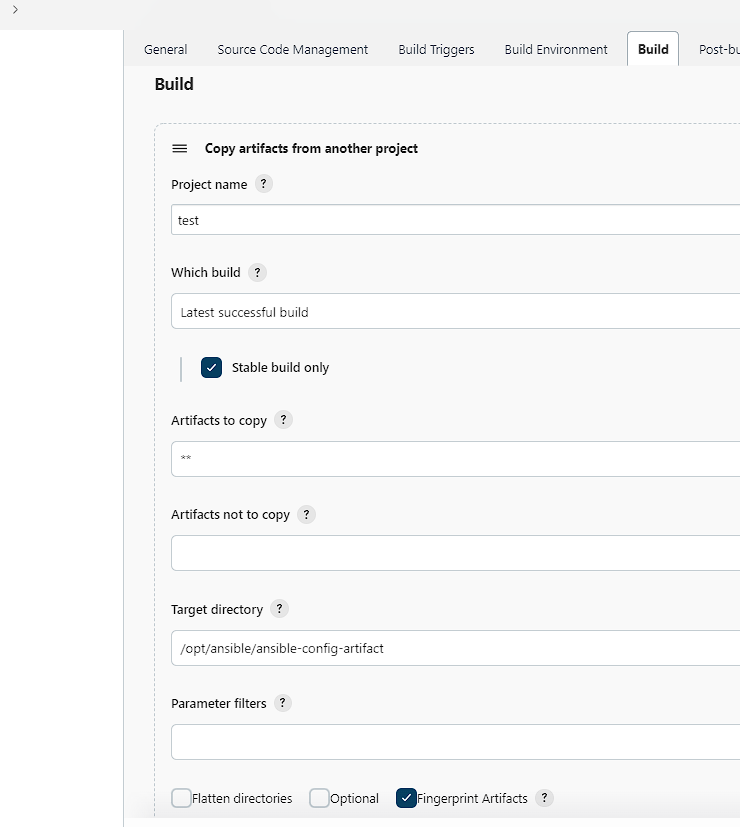 General Source Code Management Build Triggers Build Environment Build Post-bu
Build
Copy artifacts from another project
Project name ?
test
Which build ?
Latest successful build
Stable build only
Artifacts to copy ?
**
Artifacts not to copy ?
Target directory ?
/opt/ansible/ansible-config-artifact
Parameter filters ?
Flatten directories Optional Fingerprint Artifacts ?